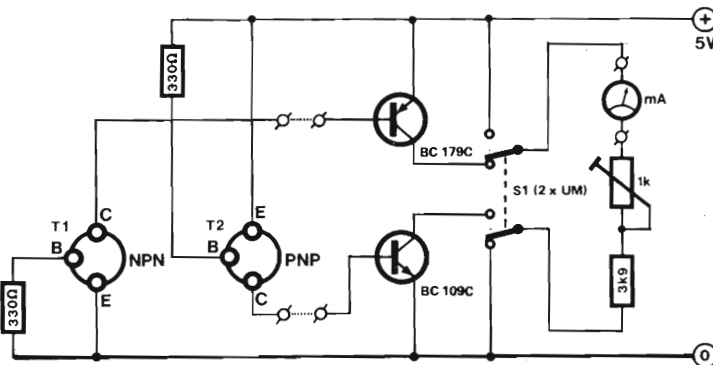 +
5V
330Ω
mA
BC 179C
S1 (2 x UM)
1k
T1
C
B
NPN
E
T2
E
B
PNP
C
BC 109C
3k9
330Ω
0